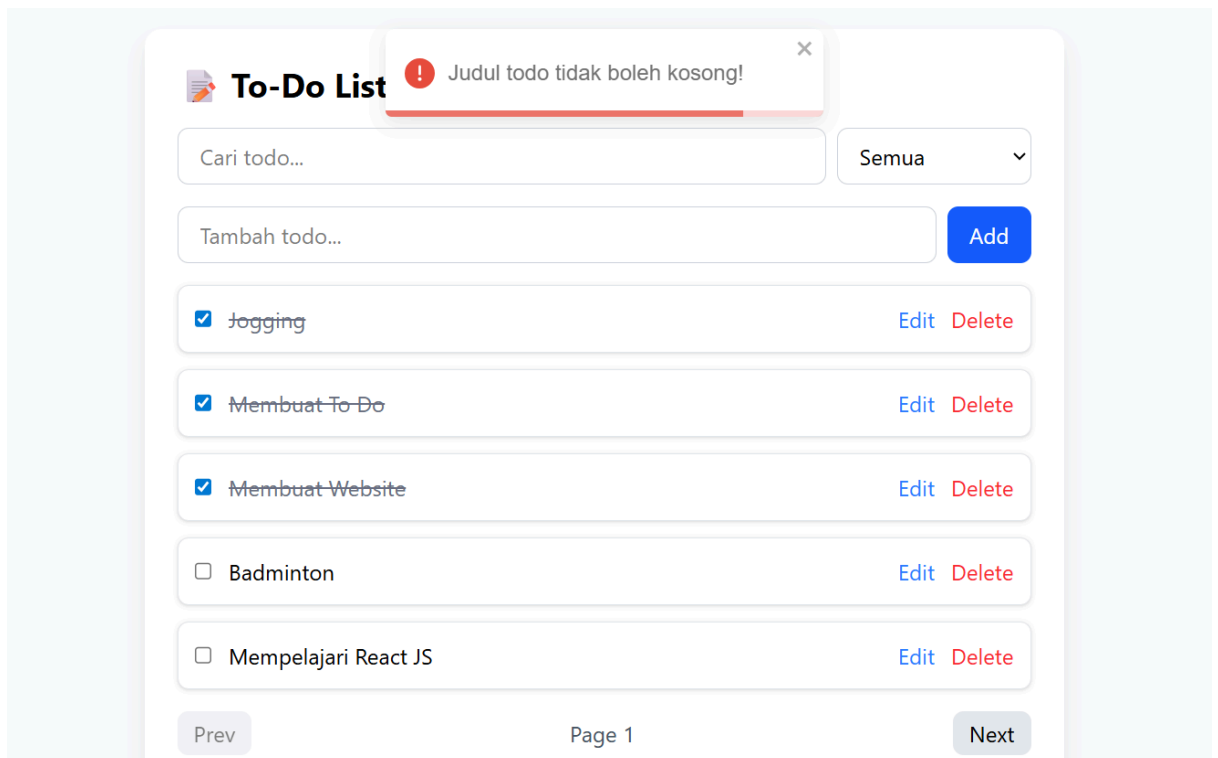 Judul todo tidak boleh kosong!
To-Do List
Cari todo...
Semua
Tambah todo...
Add
Jogging Edit Delete
Membuat To Do Edit Delete
Membuat Website Edit Delete
Badminton Edit Delete
Mempelajari React JS Edit Delete
Prev Page 1 Next